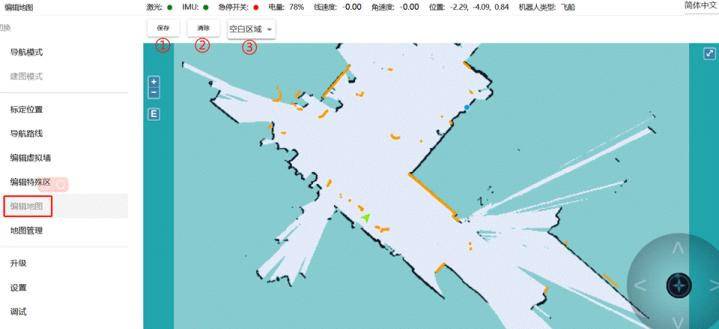 编辑地图
激光: IMU: 急停开关: 电量: 78% 线速度: -0.00 角速度: -0.00 位置: -2.29, -4.09, 0.84 机器人类型: 飞船
简体中文
切换
保存 清除 空白区域
① ② ③
导航模式
建图模式
标定位置
导航路线
编辑虚拟墙
编辑特殊区
编辑地图
地图管理
升级
设置
调试
+
−
E